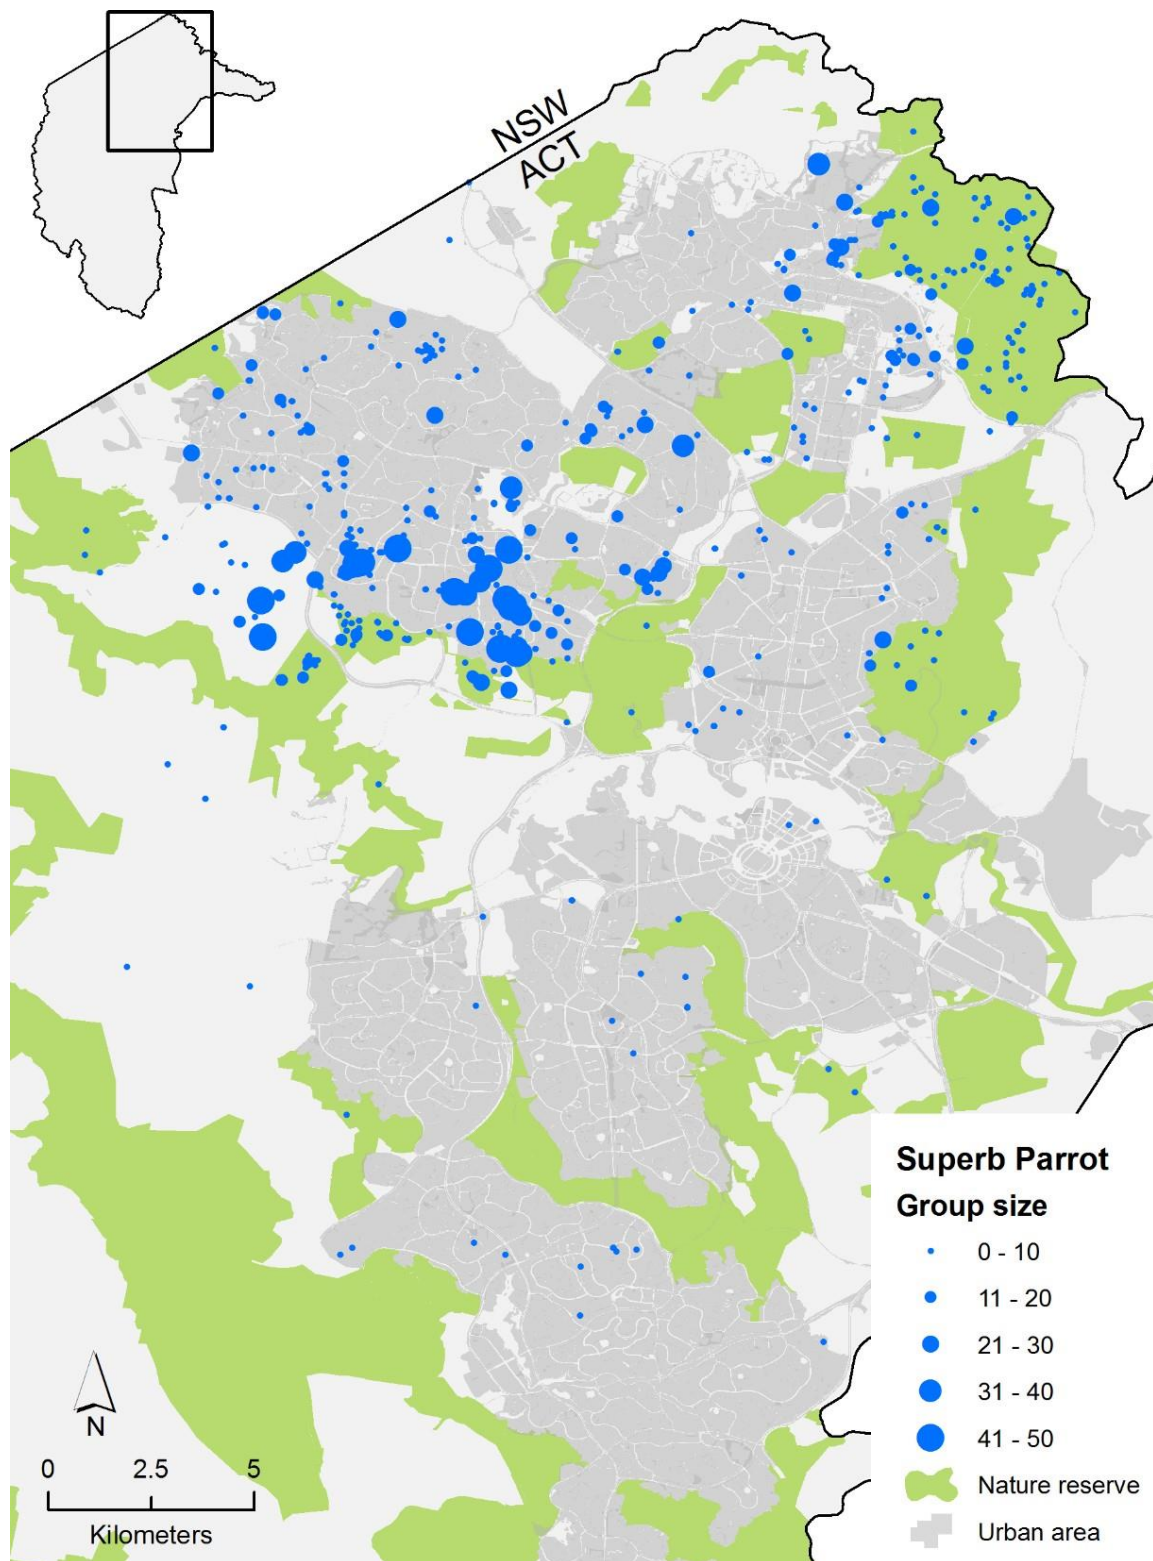 NSW
ACT
Superb Parrot
Group size
0 - 10
11 - 20
21 - 30
31 - 40
41 - 50
Nature reserve
Urban area
N
0 2.5 5
Kilometers